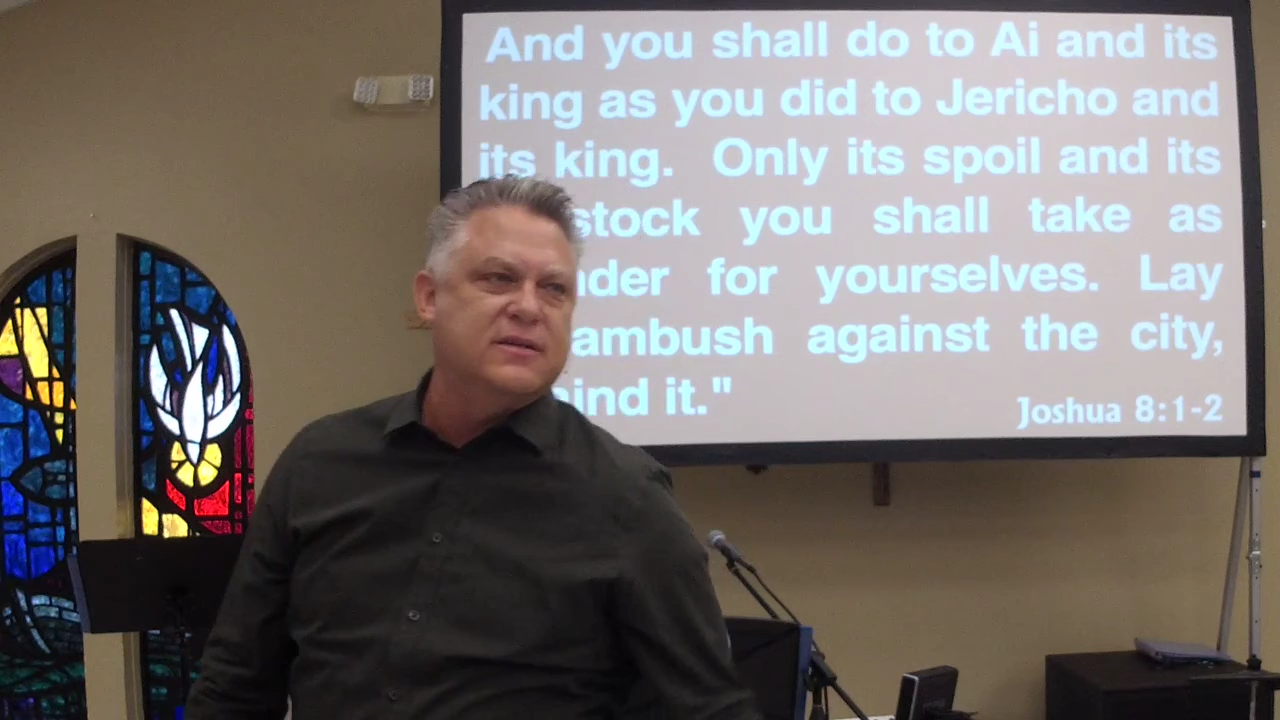 And you shall do to Ai and its
king as you did to Jericho and
its king. Only its spoil and its
stock you shall take as
nder for yourselves. Lay
ambush against the city,
ind it."
Joshua 8:1-2